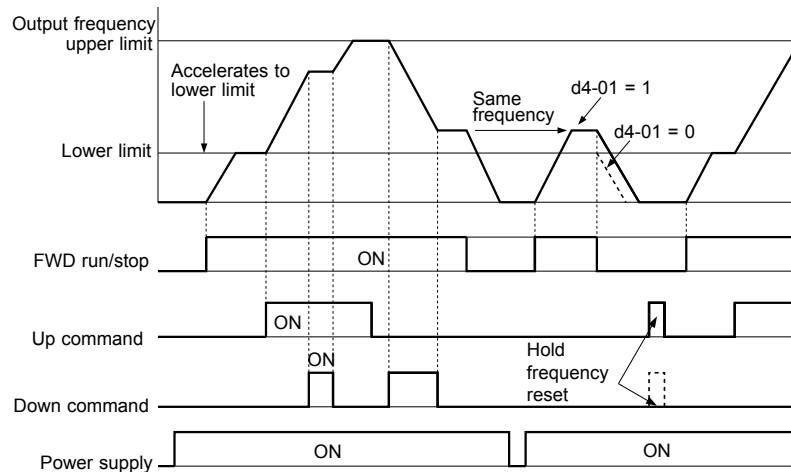 Output frequency
upper limit
Accelerates to
lower limit
Same
frequency
d4-01 = 1
d4-01 = 0
Lower limit
FWD run/stop
ON
Up command
ON
ON
Hold
frequency
reset
Down command
Power supply
ON
ON